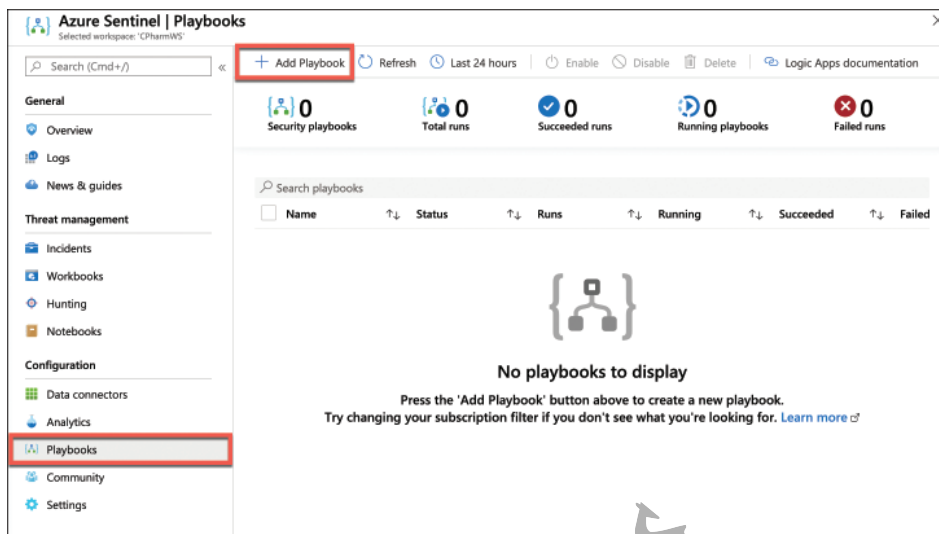 Azure Sentinel | Playbooks
Selected workspace: 'CPharmWS'
Search (Cmd+/)
«
General
Overview
Logs
News & guides
Threat management
Incidents
Workbooks
Hunting
Notebooks
Configuration
Data connectors
Analytics
Playbooks
Community
Settings
+ Add Playbook Refresh Last 24 hours Enable Disable Delete Logic Apps documentation
0 0 0 0 0
Security playbooks Total runs Succeeded runs Running playbooks Failed runs
Search playbooks
Name ↑↓ Status ↑↓ Runs ↑↓ Running ↑↓ Succeeded ↑↓ Failed
No playbooks to display
Press the 'Add Playbook' button above to create a new playbook.
Try changing your subscription filter if you don't see what you're looking for. Learn more